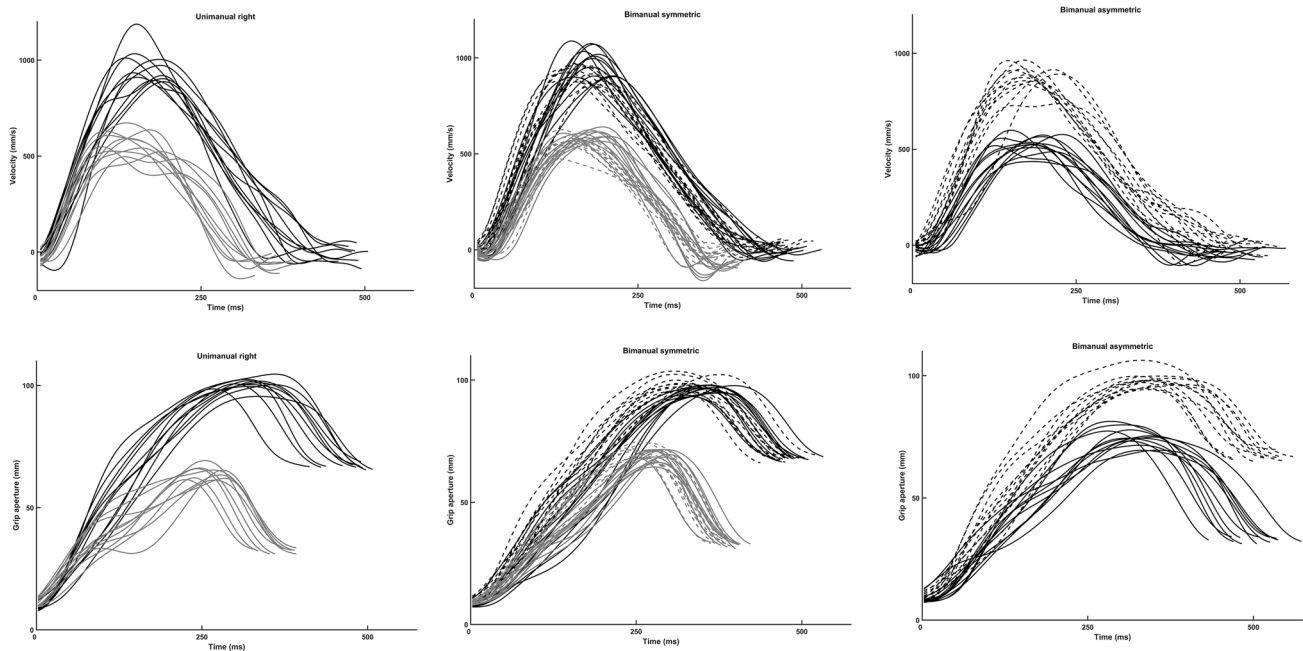 Unimanual right
1000
500
0
Velocity (mm/s)
0
250
500
Time (ms)
Bimanual symmetric
1000
500
0
Velocity (mm/s)
0
250
500
Time (ms)
Bimanual asymmetric
1000
500
0
Velocity (mm/s)
0
250
500
Time (ms)
Unimanual right
100
50
0
Grip aperture (mm)
0
250
500
Time (ms)
Bimanual symmetric
100
50
0
Grip aperture (mm)
0
250
500
Time (ms)
Bimanual asymmetric
100
50
0
Grip aperture (mm)
0
250
500
Time (ms)